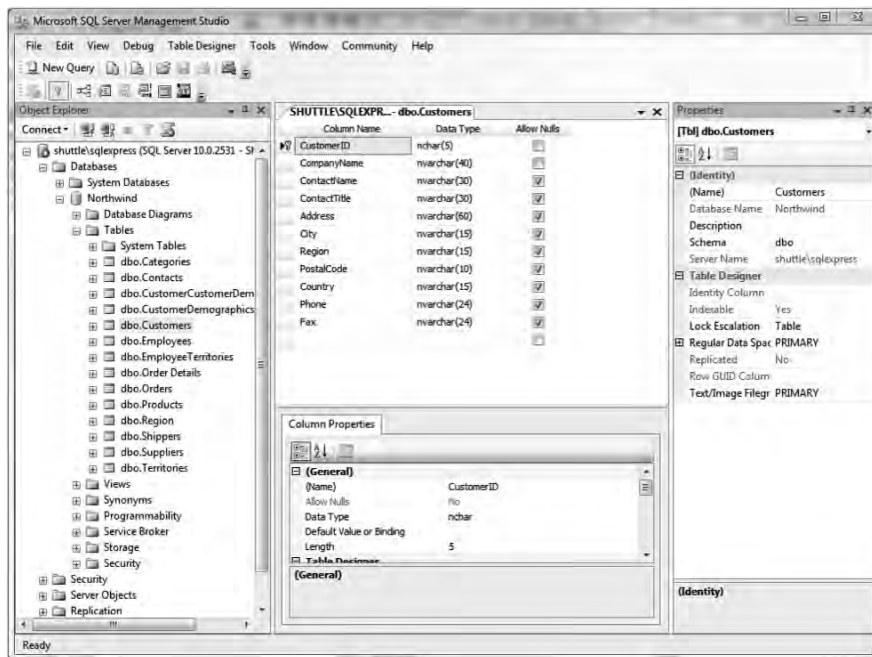 Microsoft SQL Server Management Studio
File Edit View Debug Table Designer Tools Window Community Help
New Query
Object Explorer
Connect
shuttle\sqlexpress (SQL Server 10.0.2531 - SH
Databases
System Databases
Northwind
Database Diagrams
Tables
System Tables
dbo.Categories
dbo.Contacts
dbo.CustomerCustomerDem
dbo.CustomerDemographics
dbo.Customers
dbo.Employees
dbo.EmployeeTerritories
dbo.Order Details
dbo.Orders
dbo.Products
dbo.Region
dbo.Shippers
dbo.Suppliers
dbo.Territories
Views
Synonyms
Programmability
Service Broker
Storage
Security
Security
Server Objects
Replication
SHUTTLE\SQLEXPR...- dbo.Customers
Column Name Data Type Allow Nulls
CustomerID nchar(5)
CompanyName nvarchar(40)
ContactName nvarchar(30)
ContactTitle nvarchar(30)
Address nvarchar(60)
City nvarchar(15)
Region nvarchar(15)
PostalCode nvarchar(10)
Country nvarchar(15)
Phone nvarchar(24)
Fax nvarchar(24)
Column Properties
(General)
(Name) CustomerID
Allow Nulls No
Data Type nchar
Default Value or Binding
Length 5
Table Designer
(General)
Properties
[Tbl] dbo.Customers
(Identity)
(Name) Customers
Database Name Northwind
Description
Schema dbo
Server Name shuttle\sqlexpress
Table Designer
Identity Column
Indexable Yes
Lock Escalation Table
Regular Data Spac PRIMARY
Replicated No
Row GUID Colum
Text/Image Filegr PRIMARY
(Identity)
Ready